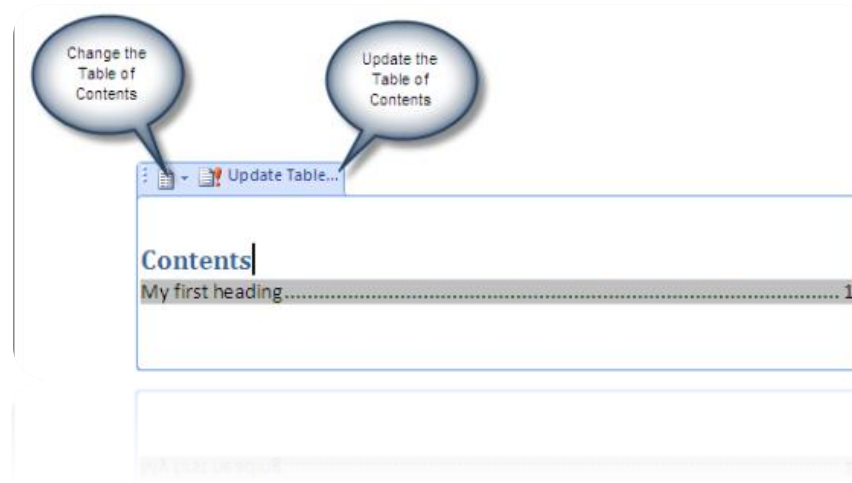 Change the
Table of
Contents
Update the
Table of
Contents
Update Table...
Contents
My first heading........................................................................................ 1